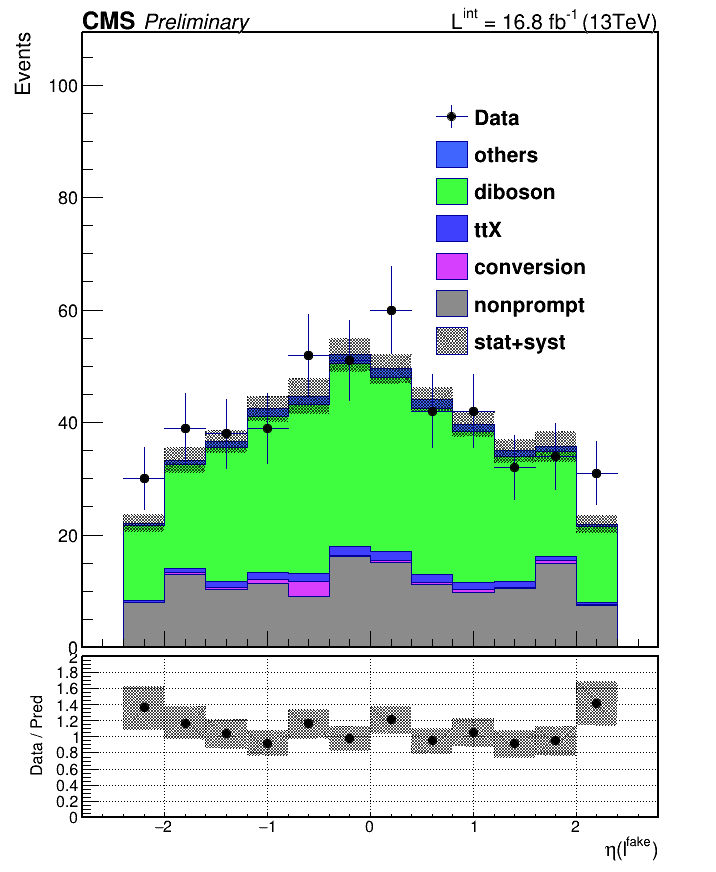 CMS Preliminary L^int = 16.8 fb^-1 (13TeV)
Events
100
80
60
40
20
0
Data
others
diboson
ttX
conversion
nonprompt
stat+syst
Data / Pred
2
1.8
1.6
1.4
1.2
1
0.8
0.6
0.4
0.2
0
−2 −1 0 1 2
η(l^fake)